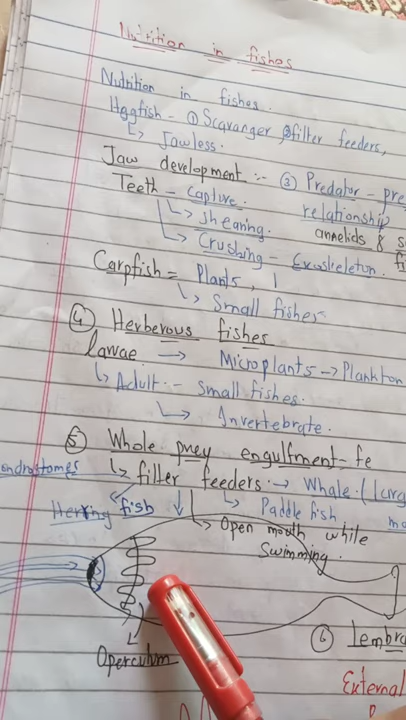 Nutrition in fishes
Nutrition in fishes.
Hagfish - ① Scavanger, ② filter feeders,
↳ Jawless.
Jaw development :- ③ Predator - pre
Teeth - Capture. relationship
↳ Shearing. annelids &
↳ Crushing - Exoskeleton.
Carpfish = Plants,
↳ Small fishes
④ Herberous fishes
larvae → Microplants → Plankton
↳ Adult - Small fishes.
↳ Invertebrate.
⑤ Whole prey engulfment - fe
↳ filter feeders → Whale (larg
Herring fish ↳ Paddle fish
↳ Open mouth while
Swimming.
Operculum
⑥ Lembra
External